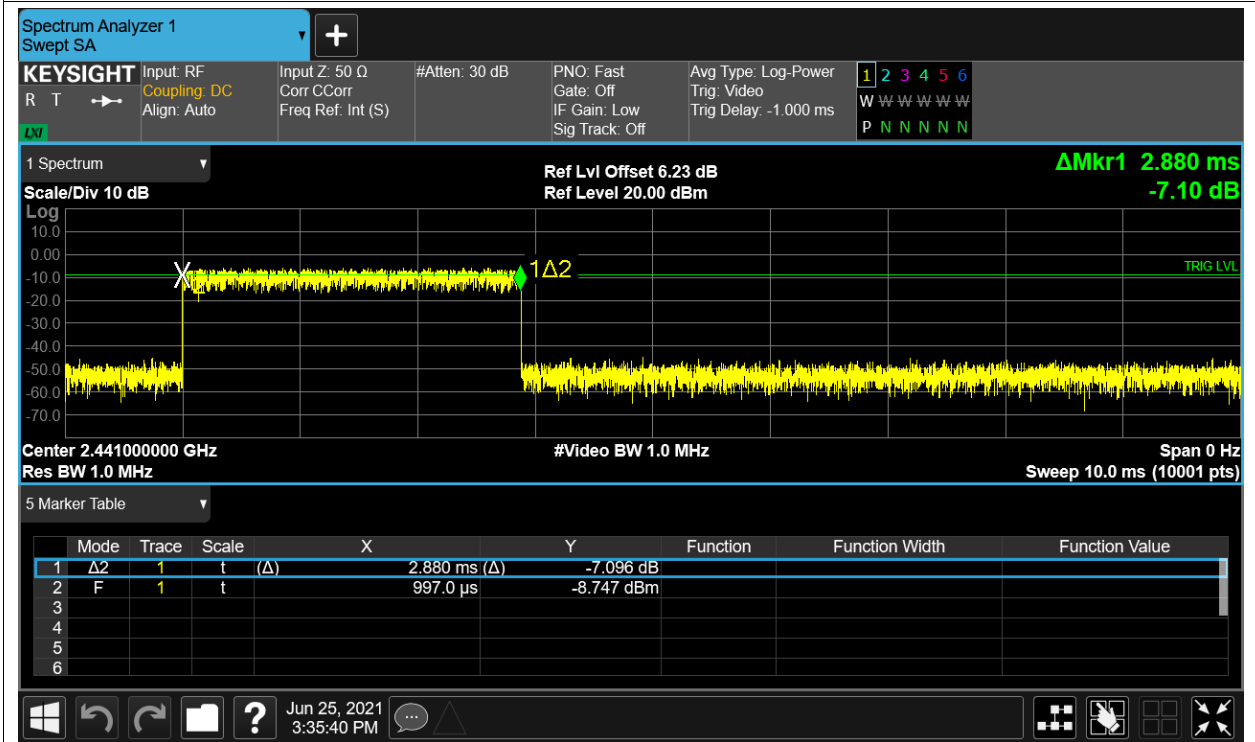 Spectrum Analyzer 1
Swept SA
KEYSIGHT
R T
LXI
Input: RF
Coupling: DC
Align: Auto
Input Z: 50 Ω
Corr CCorr
Freq Ref: Int (S)
#Atten: 30 dB
PNO: Fast
Gate: Off
IF Gain: Low
Sig Track: Off
Avg Type: Log-Power
Trig: Video
Trig Delay: -1.000 ms
1 2 3 4 5 6
W W W W W W
P N N N N N
1 Spectrum
Scale/Div 10 dB
Ref Lvl Offset 6.23 dB
Ref Level 20.00 dBm
ΔMkr1 2.880 ms
-7.10 dB
Log
10.0
0.00
-10.0
-20.0
-30.0
-40.0
-50.0
-60.0
-70.0
1Δ2
TRIG LVL
Center 2.441000000 GHz
Res BW 1.0 MHz
#Video BW 1.0 MHz
Span 0 Hz
Sweep 10.0 ms (10001 pts)
5 Marker Table
Mode Trace Scale X Y Function Function Width Function Value
1 Δ2 1 t (Δ) 2.880 ms (Δ) -7.096 dB
2 F 1 t 997.0 µs -8.747 dBm
3
4
5
6
?
Jun 25, 2021
3:35:40 PM